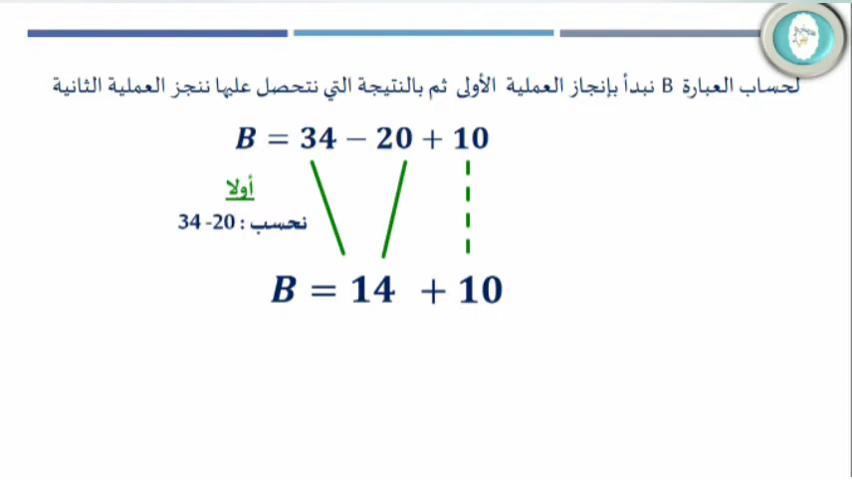 لحساب العبارة B نبدأ بإنجاز العملية الأولى ثم بالنتيجة التي نتحصل عليها ننجز العملية الثانية
B = 34 − 20 + 10
أولا
نحسب : 20- 34
B = 14 + 10